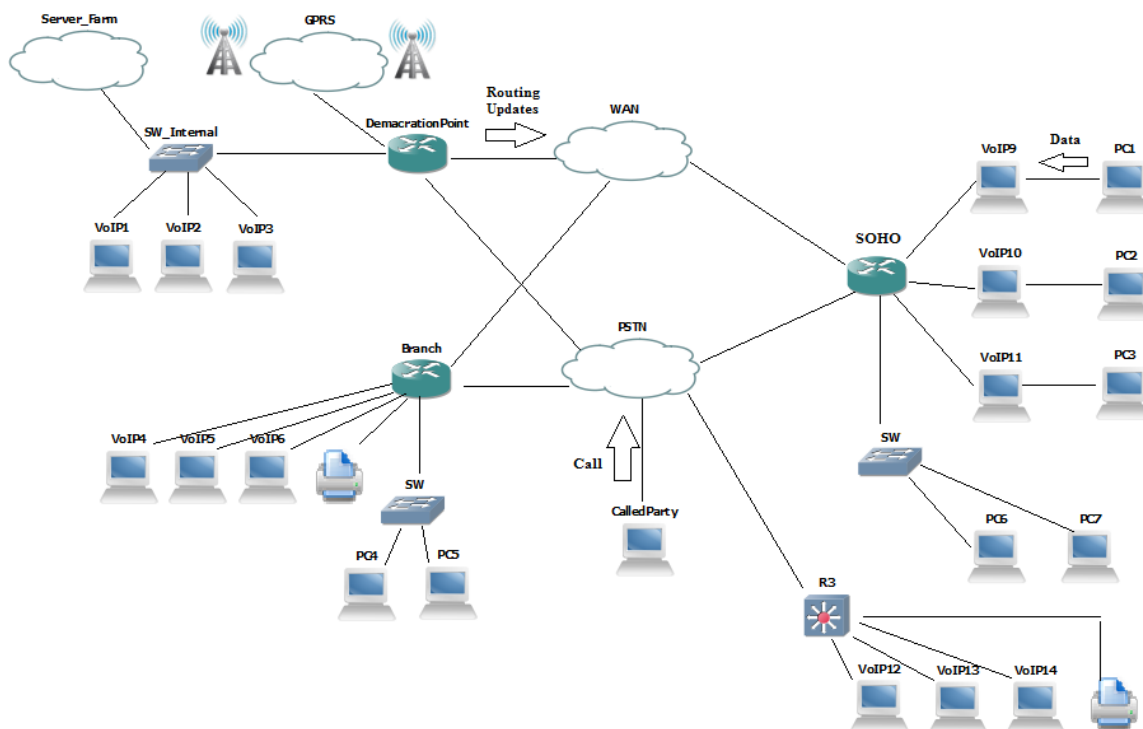 Server_Farm
GPRS
Routing
Updates
WAN
SW_Internal
DemacrationPoint
VoIP9
Data
PC1
VoIP1
VoIP2
VoIP3
SOHO
VoIP10
PC2
PSTN
Branch
VoIP11
PC3
VoIP4
VoIP5
VoIP6
SW
Call
SW
CalledParty
PC4
PC5
PC6
PC7
R3
VoIP12
VoIP13
VoIP14